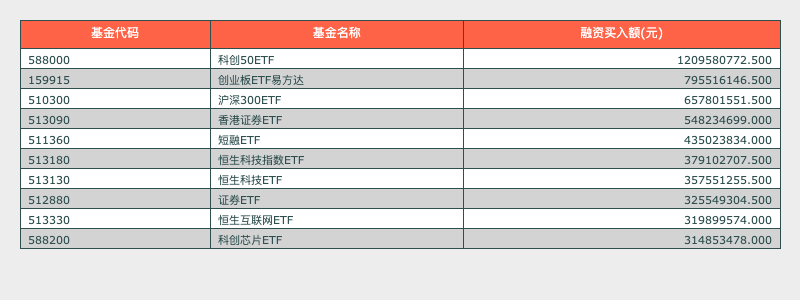 基金代码 基金名称 融资买入额(元)
588000 科创50ETF 1209580772.500
159915 创业板ETF易方达 795516146.500
510300 沪深300ETF 657801551.500
513090 香港证券ETF 548234699.000
511360 短融ETF 435023834.000
513180 恒生科技指数ETF 379102707.500
513130 恒生科技ETF 357551255.500
512880 证券ETF 325549304.500
513330 恒生互联网ETF 319899574.000
588200 科创芯片ETF 314853478.000